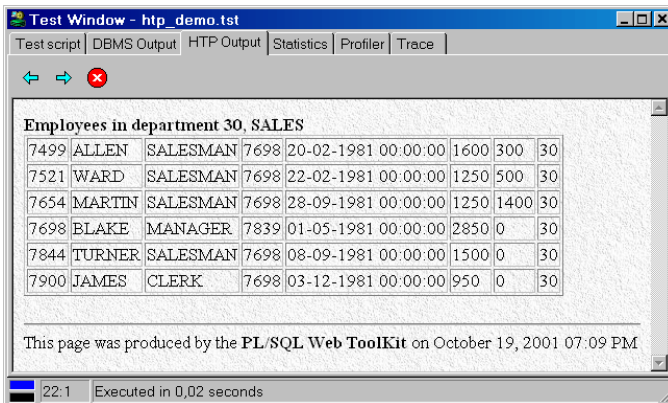 Test Window - htp_demo.tst
Test script DBMS Output HTP Output Statistics Profiler Trace
Employees in department 30, SALES
7499 ALLEN SALESMAN 7698 20-02-1981 00:00:00 1600 300 30
7521 WARD SALESMAN 7698 22-02-1981 00:00:00 1250 500 30
7654 MARTIN SALESMAN 7698 28-09-1981 00:00:00 1250 1400 30
7698 BLAKE MANAGER 7839 01-05-1981 00:00:00 2850 0 30
7844 TURNER SALESMAN 7698 08-09-1981 00:00:00 1500 0 30
7900 JAMES CLERK 7698 03-12-1981 00:00:00 950 0 30
This page was produced by the PL/SQL Web ToolKit on October 19, 2001 07:09 PM
22:1 Executed in 0,02 seconds